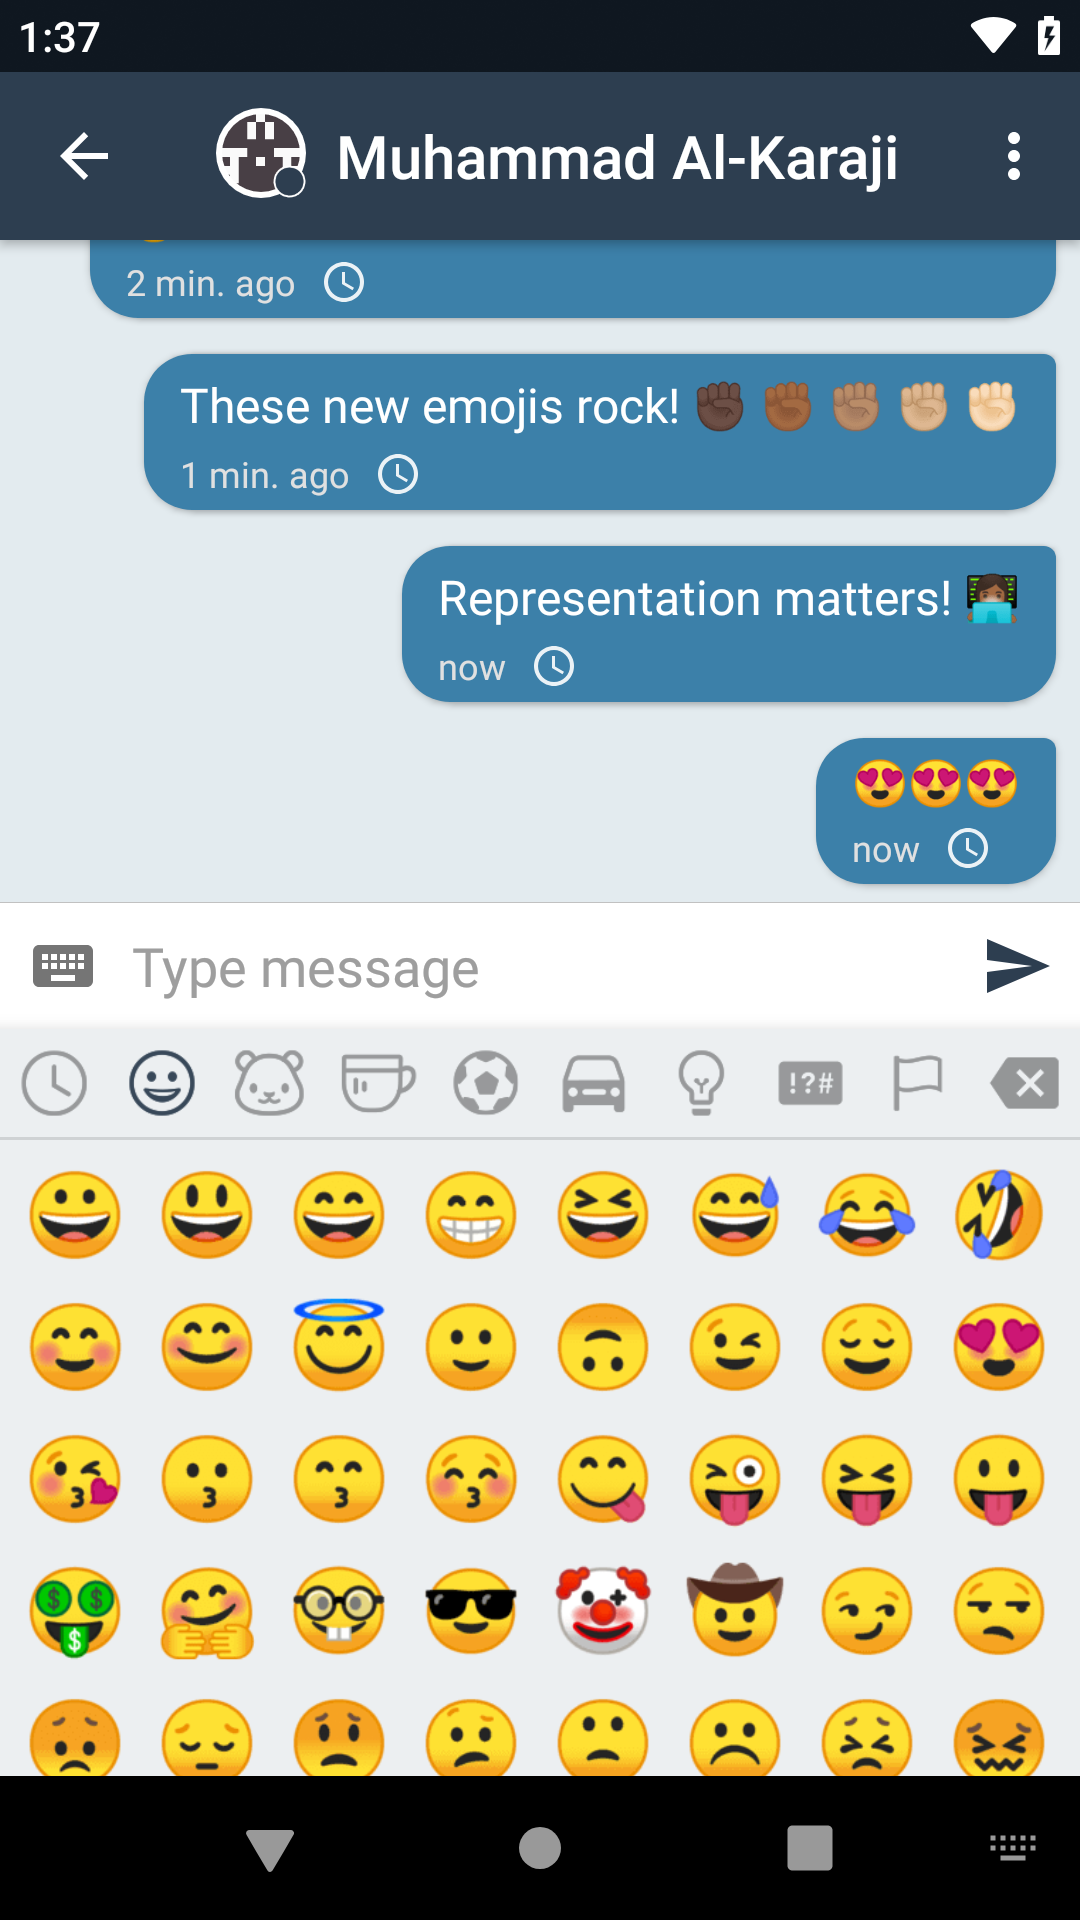 1:37
Muhammad Al-Karaji
2 min. ago
These new emojis rock! ✊🏿 ✊🏾 ✊🏽 ✊🏼 ✊🏻
1 min. ago
Representation matters! 👩🏾‍💻
now
😍😍😍
now
Type message
!?#